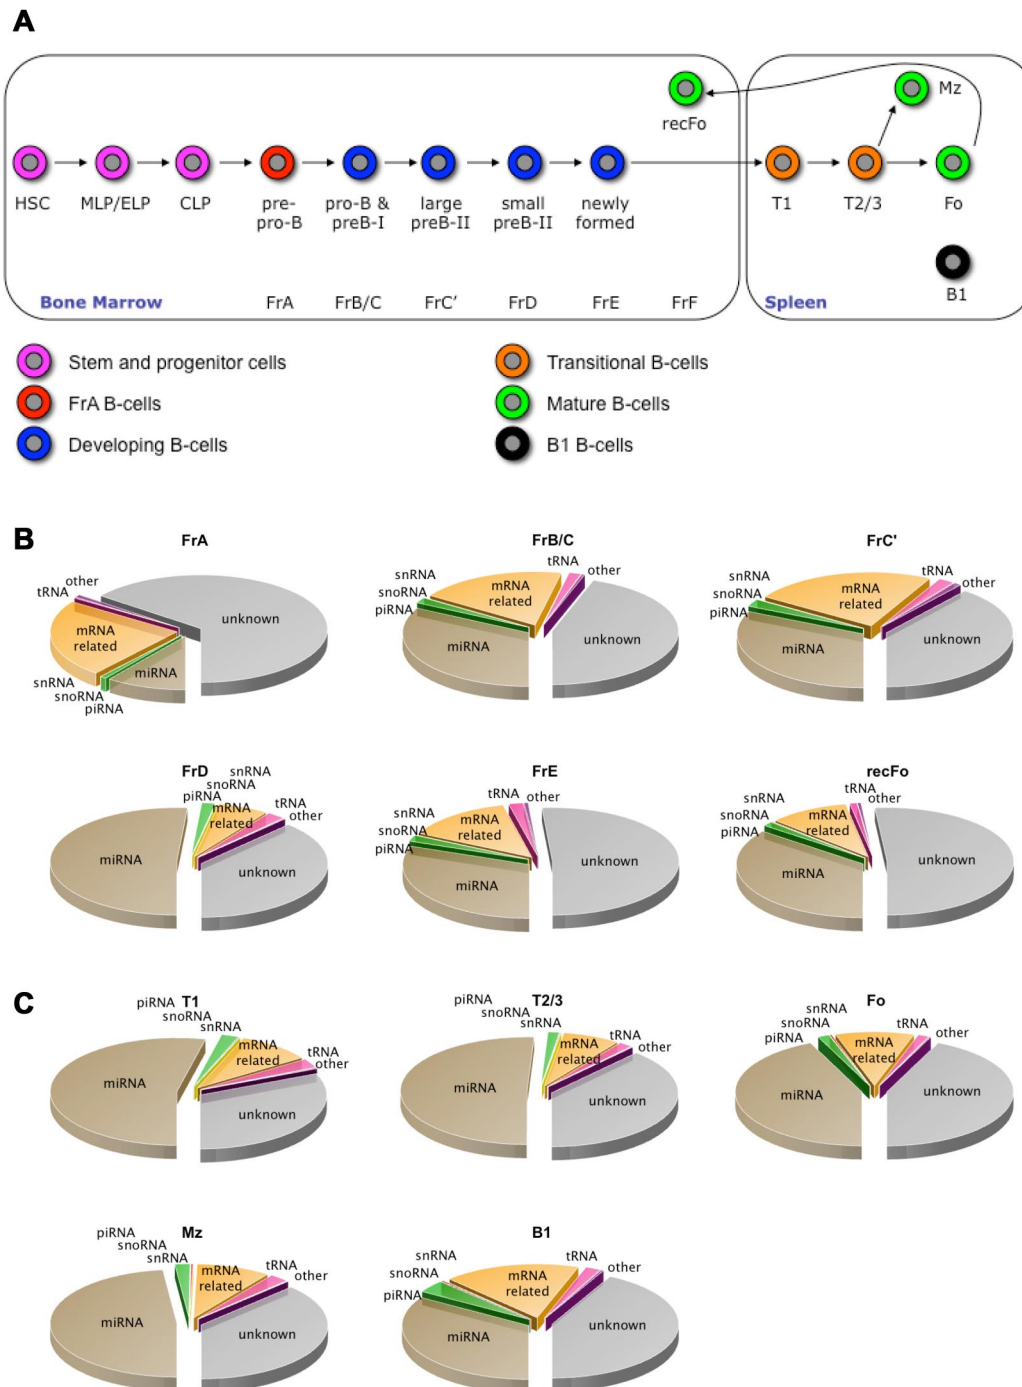 A
recFo
Mz
HSC
MLP/ELP
CLP
pre-
pro-B
pro-B &
preB-I
large
preB-II
small
preB-II
newly
formed
T1
T2/3
Fo
B1
Bone Marrow
FrA
FrB/C
FrC'
FrD
FrE
FrF
Spleen
Stem and progenitor cells
FrA B-cells
Developing B-cells
Transitional B-cells
Mature B-cells
B1 B-cells
B
FrA
other
tRNA
mRNA
related
unknown
miRNA
snRNA
snoRNA
piRNA
FrB/C
snRNA
snoRNA
piRNA
mRNA
related
tRNA
other
miRNA
unknown
FrC'
snRNA
snoRNA
piRNA
mRNA
related
tRNA
other
miRNA
unknown
FrD
snRNA
snoRNA
piRNA
mRNA
related
tRNA
other
miRNA
unknown
FrE
snRNA
snoRNA
piRNA
mRNA
related
tRNA
other
miRNA
unknown
recFo
snRNA
snoRNA
piRNA
mRNA
related
tRNA
other
miRNA
unknown
C
T1
piRNA
snoRNA
snRNA
mRNA
related
tRNA
other
miRNA
unknown
T2/3
piRNA
snoRNA
snRNA
mRNA
related
tRNA
other
miRNA
unknown
Fo
snRNA
snoRNA
piRNA
mRNA
related
tRNA
other
miRNA
unknown
Mz
piRNA
snoRNA
snRNA
mRNA
related
tRNA
other
miRNA
unknown
B1
snRNA
snoRNA
piRNA
mRNA
related
tRNA
other
miRNA
unknown